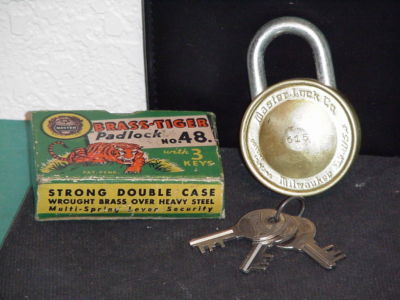 MASTER
BRASS-TIGER
Padlock No. 48
with 3
KEYS
PAT. PEND.
STRONG DOUBLE CASE
WROUGHT BRASS OVER HEAVY STEEL
Multi-Spring Lever Security
Master Lock Co.
615
Milwaukee
U.S.A.